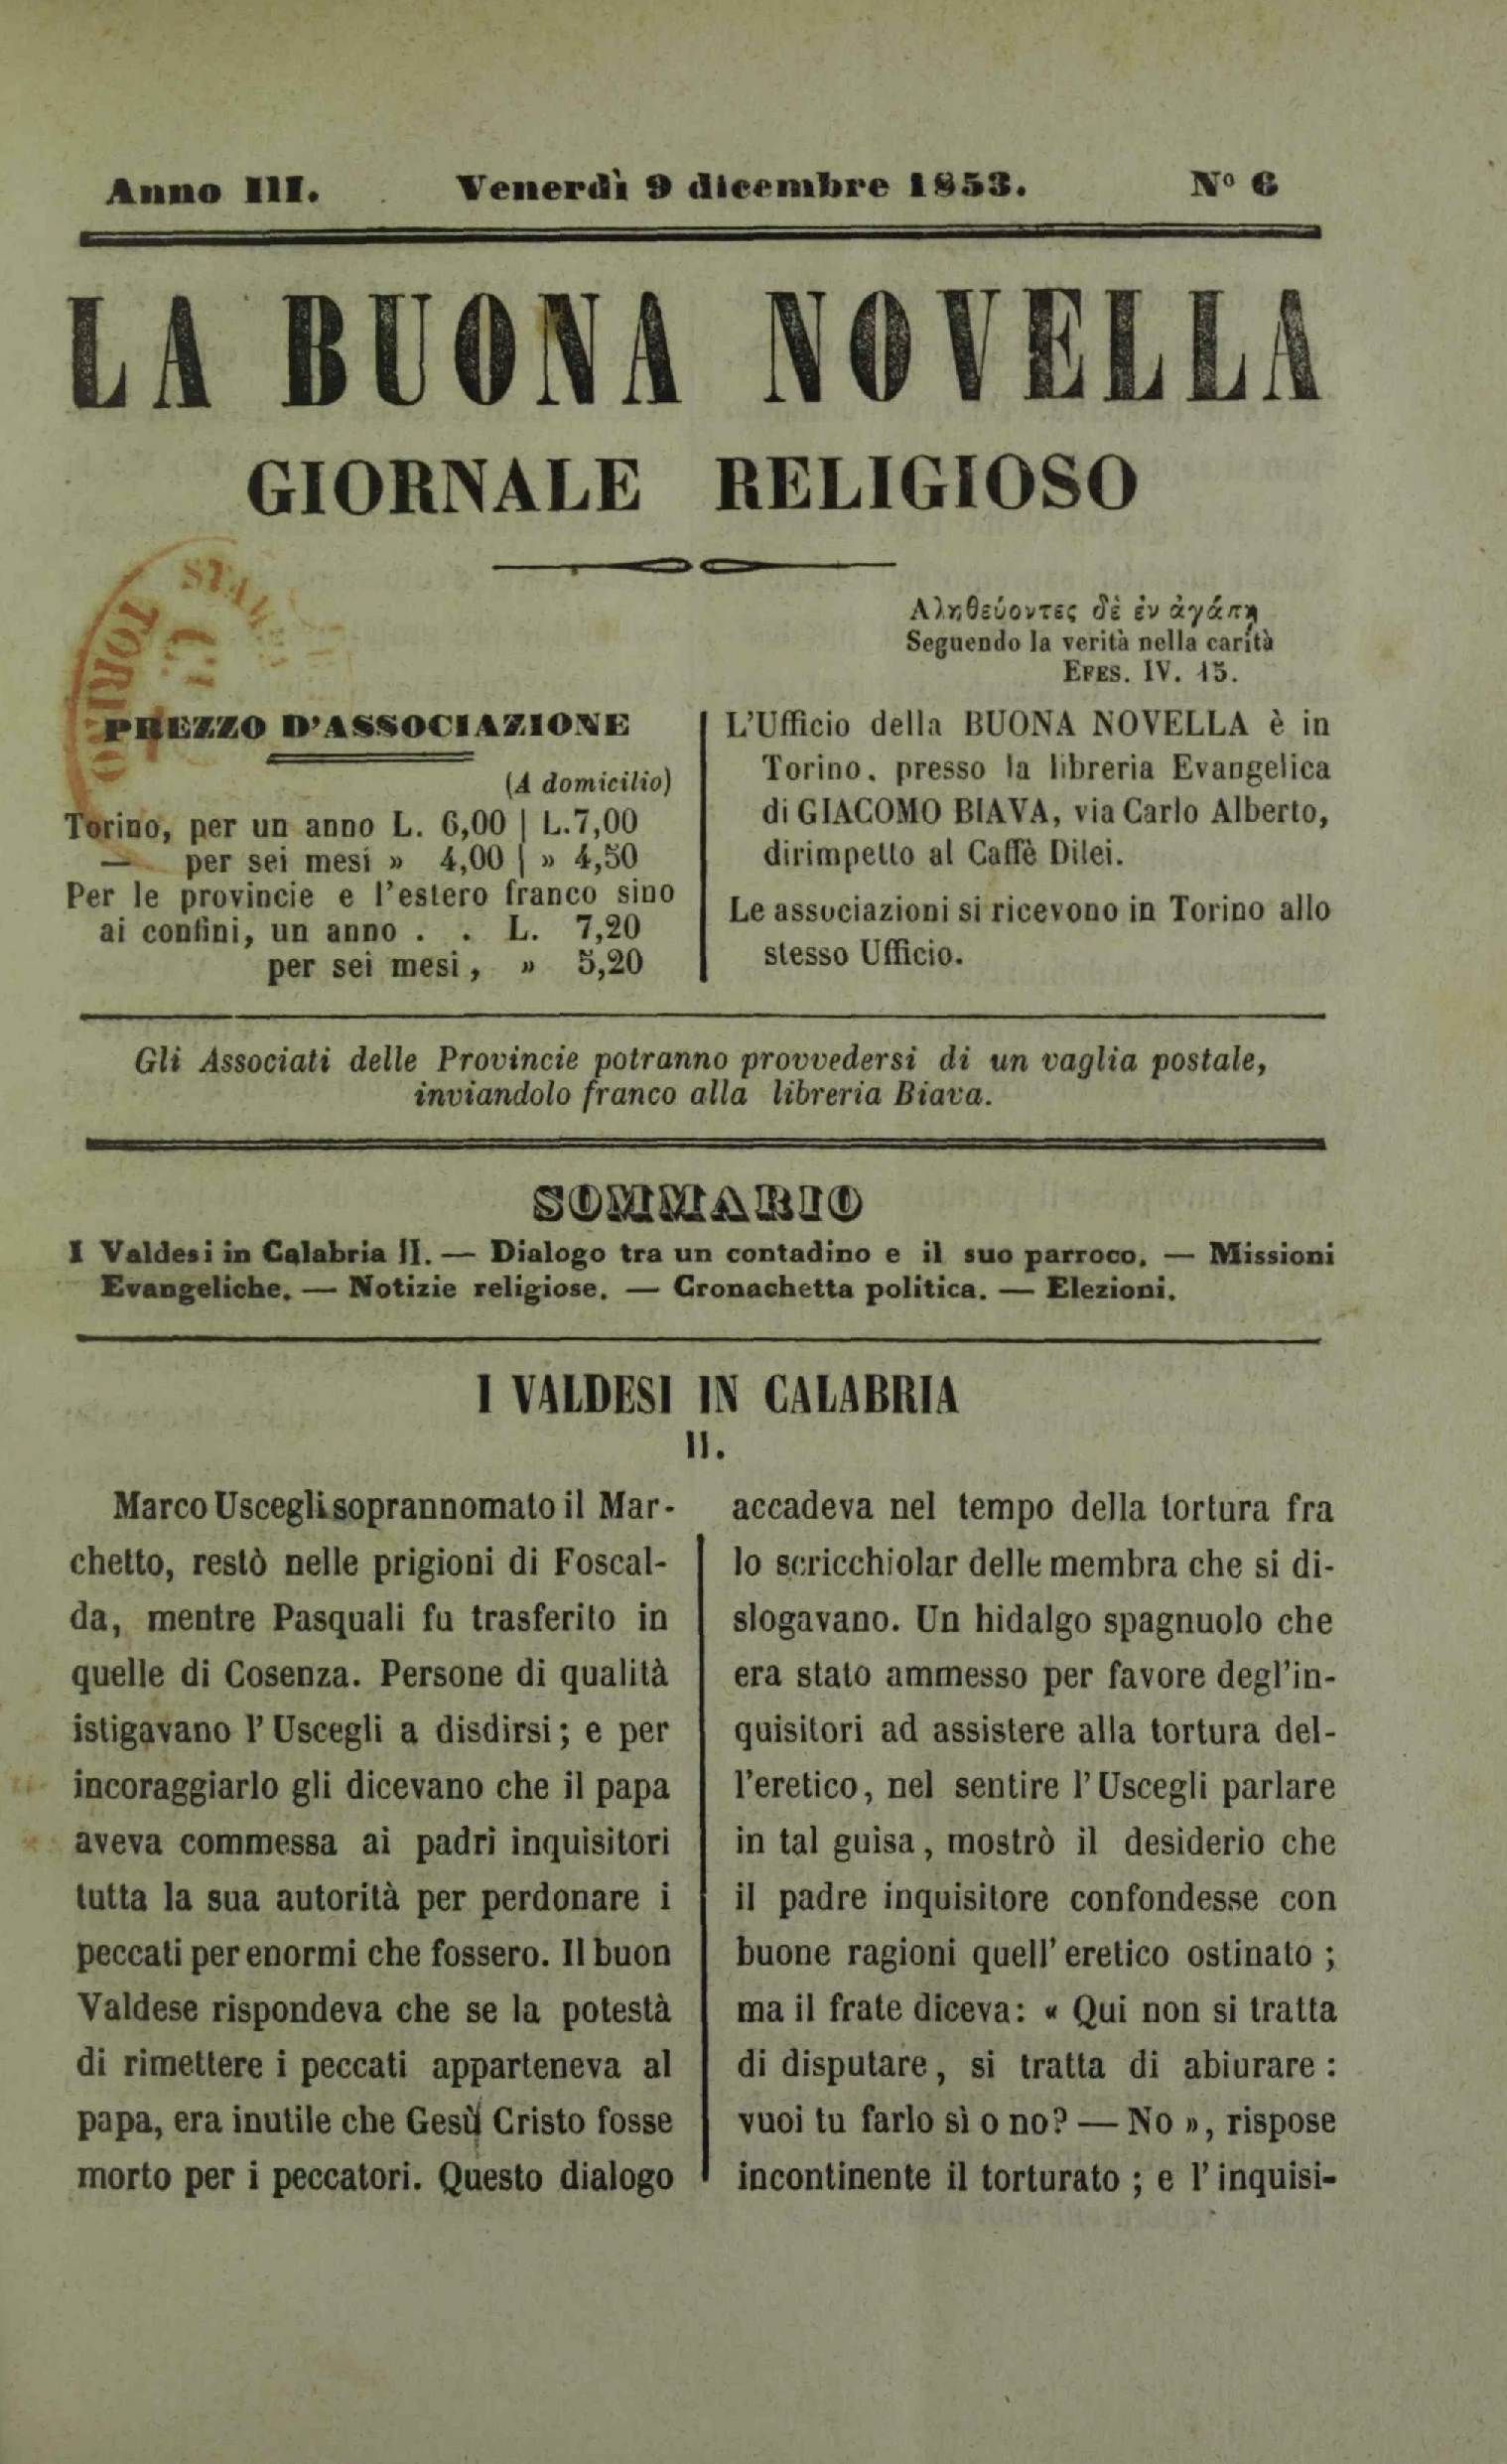 Anno III. Venerdì 9 dicembre 1853. Nº 6
LA BUONA NOVELLA
GIORNALE RELIGIOSO
STAMP
TORINO
Αληθεύοντες δὲ ἐν ἀγάπῃ
Seguendo la verità nella carità
EFES. IV. 15.
PREZZO D'ASSOCIAZIONE
(A domicilio)
Torino, per un anno L. 6,00 | L.7,00
— per sei mesi » 4,00 | » 4,50
Per le provincie e l'estero franco sino
ai confini, un anno . . L. 7,20
per sei mesi, » 5,20
L'Ufficio della BUONA NOVELLA è in
Torino, presso la libreria Evangelica
di GIACOMO BIAVA, via Carlo Alberto,
dirimpetto al Caffè Dilei.
Le associazioni si ricevono in Torino allo
stesso Ufficio.
Gli Associati delle Provincie potranno provvedersi di un vaglia postale,
inviandolo franco alla libreria Biava.
SOMMARIO
I Valdesi in Calabria II. — Dialogo tra un contadino e il suo parroco. — Missioni
Evangeliche. — Notizie religiose. — Cronachetta politica. — Elezioni.
I VALDESI IN CALABRIA
II.
Marco Uscegli soprannomato il Mar-
chetto, restò nelle prigioni di Foscal-
da, mentre Pasquali fu trasferito in
quelle di Cosenza. Persone di qualità
istigavano l'Uscegli a disdirsi; e per
incoraggiarlo gli dicevano che il papa
aveva commessa ai padri inquisitori
tutta la sua autorità per perdonare i
peccati per enormi che fossero. Il buon
Valdese rispondeva che se la potestà
di rimettere i peccati apparteneva al
papa, era inutile che Gesù Cristo fosse
morto per i peccatori. Questo dialogo
accadeva nel tempo della tortura fra
lo scricchiolar delle membra che si di-
slogavano. Un hidalgo spagnuolo che
era stato ammesso per favore degl'in-
quisitori ad assistere alla tortura del-
l'eretico, nel sentire l'Uscegli parlare
in tal guisa, mostrò il desiderio che
il padre inquisitore confondesse con
buone ragioni quell'eretico ostinato;
ma il frate diceva: « Qui non si tratta
di disputare, si tratta di abiurare:
vuoi tu farlo sì o no? — No », rispose
incontinente il torturato; e l'inquisi-